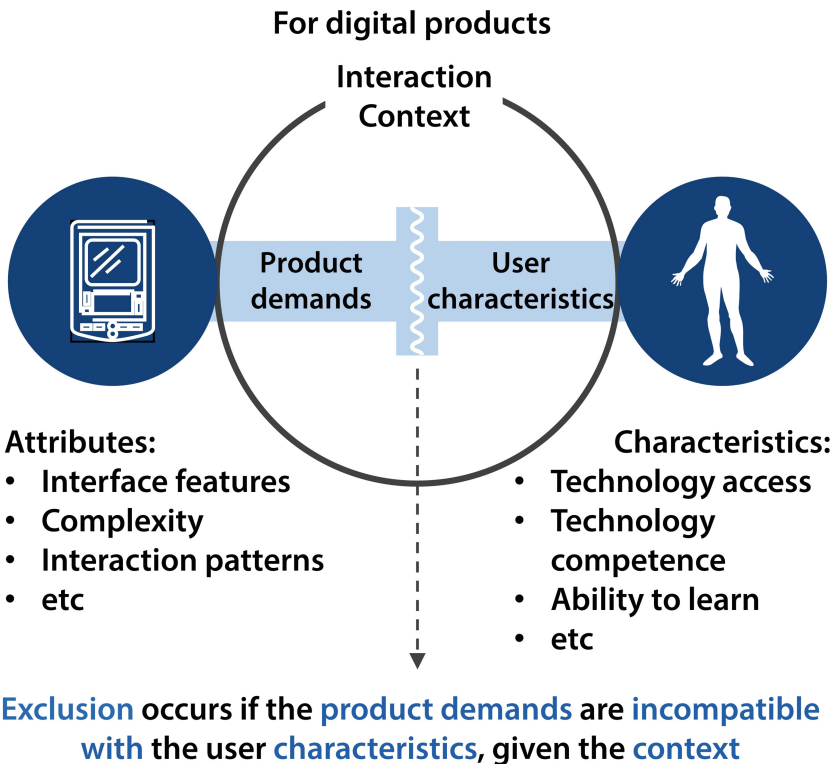 For digital products
Interaction
Context
Product
demands
User
characteristics
Attributes:
• Interface features
• Complexity
• Interaction patterns
• etc
Characteristics:
• Technology access
• Technology
competence
• Ability to learn
• etc
Exclusion occurs if the product demands are incompatible
with the user characteristics, given the context